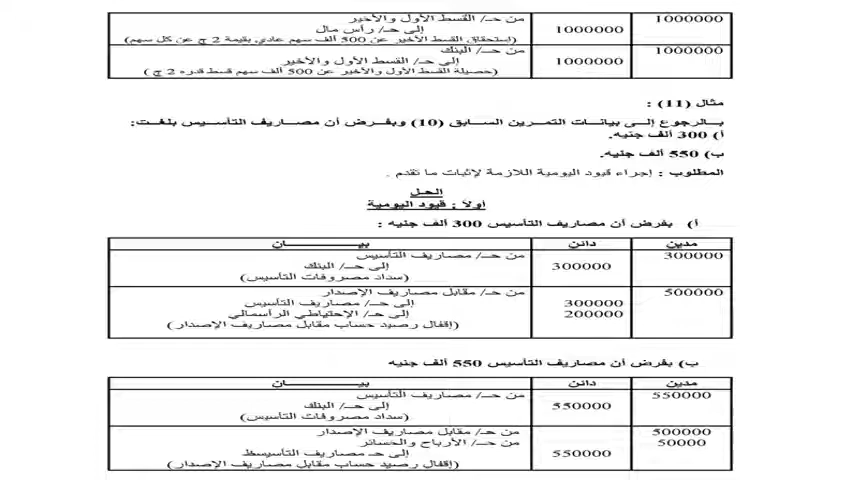 1000000 من حـ/ القسط الأول والأخير
1000000 إلى حـ/ رأس مال
(إستحقاق القسط الأخير عن 500 ألف سهم عادي بقيمة 2 ج عن كل سهم)
1000000 من حـ/ البنك
1000000 إلى حـ/ القسط الأول والأخير
(حصيلة القسط الأول والأخير عن 500 ألف سهم قسط قدره 2 ج)
مثال (11) :
بالرجوع إلى بيانات التمرين السابق (10) وبفرض أن مصاريف التأسيس بلغت:
أ) 300 ألف جنيه.
ب) 550 ألف جنيه.
المطلوب : إجراء قيود اليومية اللازمة لإثبات ما تقدم .
الحل
أولاً : قيود اليومية
أ) بفرض أن مصاريف التأسيس 300 ألف جنيه :
مدين دائن بيــــــــان
300000 من حـ/ مصاريف التأسيس
300000 إلى حـ/ البنك
(سداد مصروفات التأسيس)
500000 من حـ/ مقابل مصاريف الإصدار
300000 إلى حـ/ مصاريف التأسيس
200000 إلى حـ/ الإحتياطي الرأسمالي
(إقفال رصيد حساب مقابل مصاريف الإصدار)
ب) بفرض أن مصاريف التأسيس 550 ألف جنيه
مدين دائن بيــــــــان
550000 من حـ/ مصاريف التأسيس
550000 إلى حـ/ البنك
(سداد مصروفات التأسيس)
500000 من حـ/ مقابل مصاريف الإصدار
50000 من حـ/ الأرباح والخسائر
550000 إلى حـ مصاريف التأسيسظ
(إقفال رصيد حساب مقابل مصاريف الإصدار)